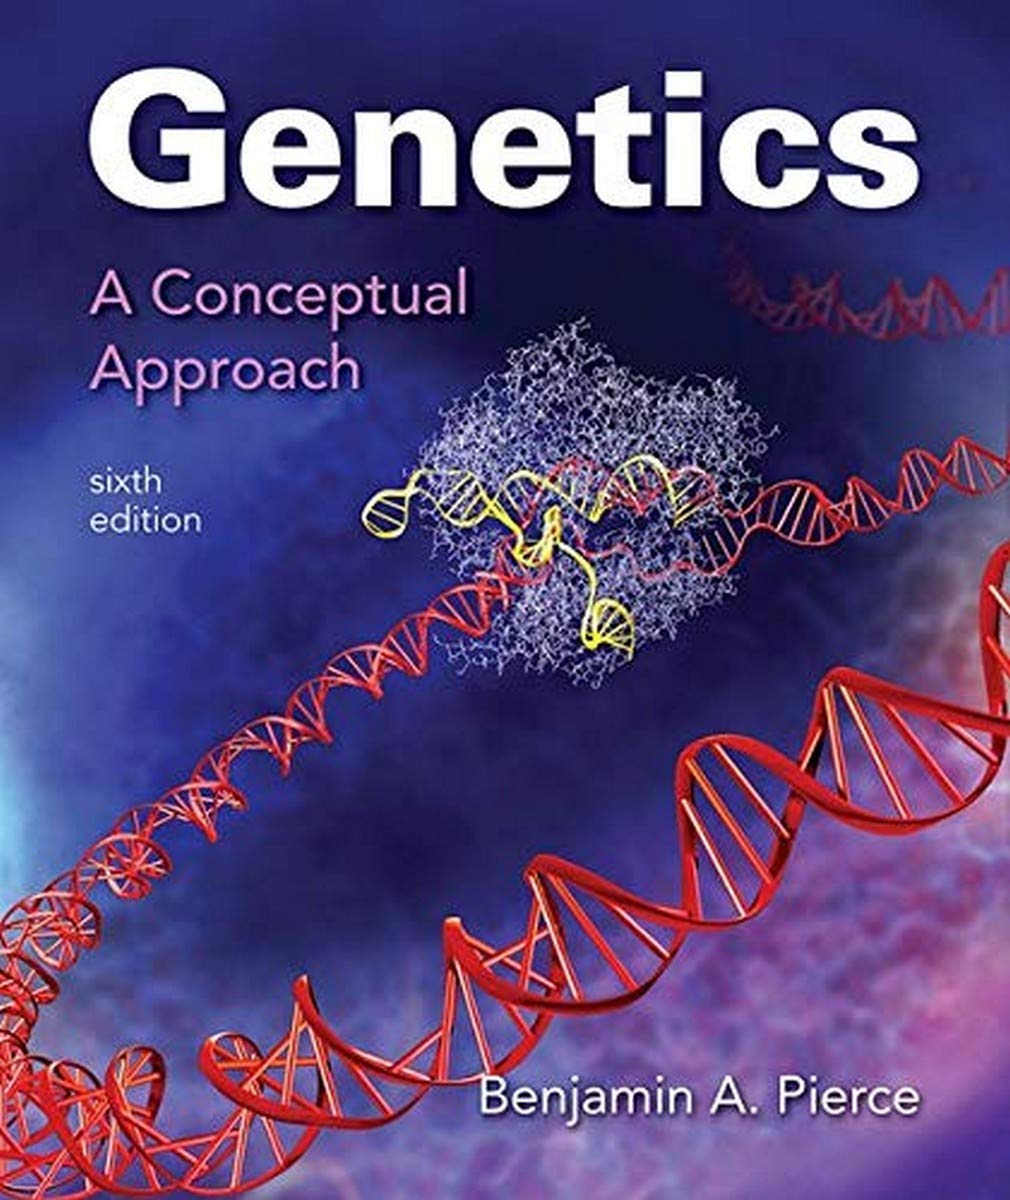 Genetics
A Conceptual
Approach
sixth
edition
Benjamin A. Pierce